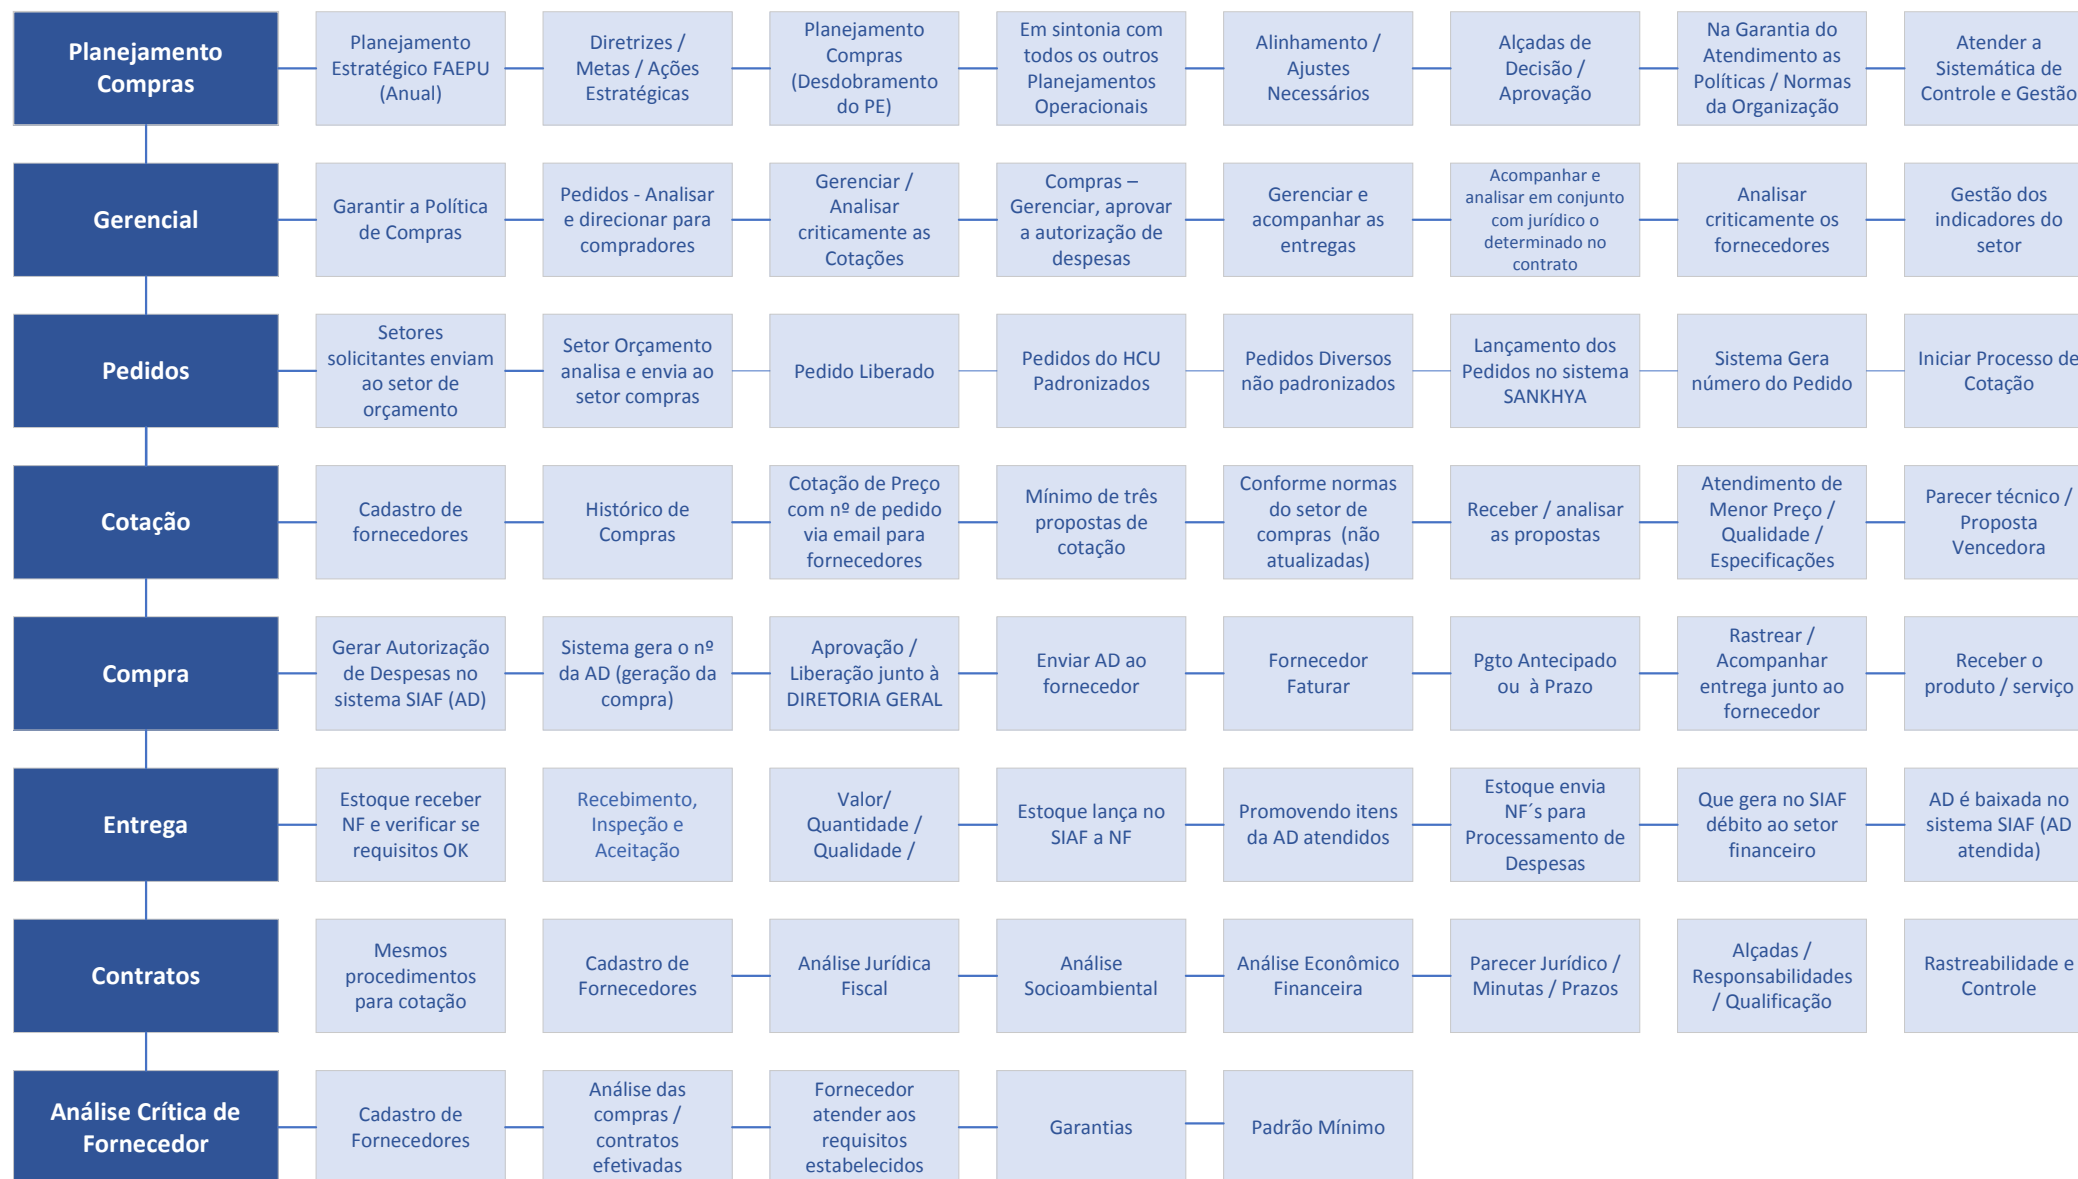 Planejamento
Compras
Planejamento
Estratégico FAEPU
(Anual)
Diretrizes /
Metas / Ações
Estratégicas
Planejamento
Compras
(Desdobramento
do PE)
Em sintonia com
todos os outros
Planejamentos
Operacionais
Alinhamento /
Ajustes
Necessários
Alçadas de
Decisão /
Aprovação
Na Garantia do
Atendimento as
Políticas / Normas
da Organização
Atender a
Sistemática de
Controle e Gestão
Gerencial
Garantir a Política
de Compras
Pedidos - Analisar
e direcionar para
compradores
Gerenciar /
Analisar
criticamente as
Cotações
Compras –
Gerenciar, aprovar
a autorização de
despesas
Gerenciar e
acompanhar as
entregas
Acompanhar e
analisar em conjunto
com jurídico o
determinado no
contrato
Analisar
criticamente os
fornecedores
Gestão dos
indicadores do
setor
Pedidos
Setores
solicitantes enviam
ao setor de
orçamento
Setor Orçamento
analisa e envia ao
setor compras
Pedido Liberado
Pedidos do HCU
Padronizados
Pedidos Diversos
não padronizados
Lançamento dos
Pedidos no sistema
SANKHYA
Sistema Gera
número do Pedido
Iniciar Processo de
Cotação
Cotação
Cadastro de
fornecedores
Histórico de
Compras
Cotação de Preço
com nº de pedido
via email para
fornecedores
Mínimo de três
propostas de
cotação
Conforme normas
do setor de
compras (não
atualizadas)
Receber / analisar
as propostas
Atendimento de
Menor Preço /
Qualidade /
Especificações
Parecer técnico /
Proposta
Vencedora
Compra
Gerar Autorização
de Despesas no
sistema SIAF (AD)
Sistema gera o nº
da AD (geração da
compra)
Aprovação /
Liberação junto à
DIRETORIA GERAL
Enviar AD ao
fornecedor
Fornecedor
Faturar
Pgto Antecipado
ou à Prazo
Rastrear /
Acompanhar
entrega junto ao
fornecedor
Receber o
produto / serviço
Entrega
Estoque receber
NF e verificar se
requisitos OK
Recebimento,
Inspeção e
Aceitação
Valor/
Quantidade /
Qualidade /
Estoque lança no
SIAF a NF
Promovendo itens
da AD atendidos
Estoque envia
NF´s para
Processamento de
Despesas
Que gera no SIAF
débito ao setor
financeiro
AD é baixada no
sistema SIAF (AD
atendida)
Contratos
Mesmos
procedimentos
para cotação
Cadastro de
Fornecedores
Análise Jurídica
Fiscal
Análise
Socioambiental
Análise Econômico
Financeira
Parecer Jurídico /
Minutas / Prazos
Alçadas /
Responsabilidades
/ Qualificação
Rastreabilidade e
Controle
Análise Crítica de
Fornecedor
Cadastro de
Fornecedores
Análise das
compras /
contratos
efetivadas
Fornecedor
atender aos
requisitos
estabelecidos
Garantias
Padrão Mínimo